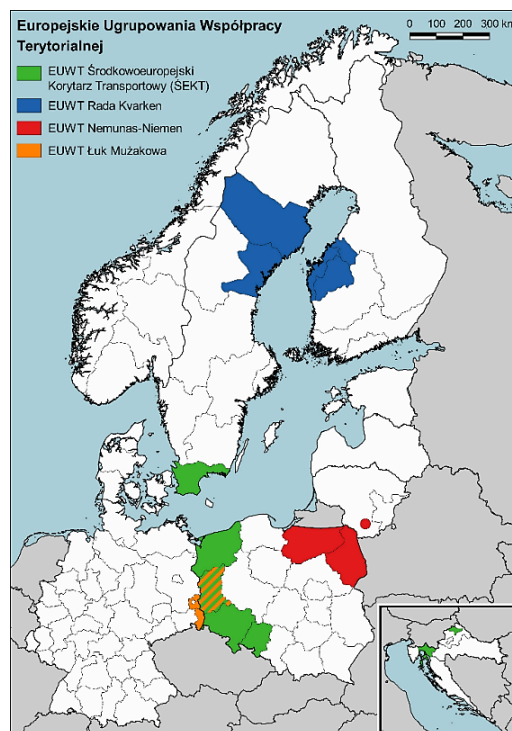 Europejskie Ugrupowania Współpracy
Terytorialnej
EUWT Środkowoeuropejski
Korytarz Transportowy (ŚEKT)
EUWT Rada Kvarken
EUWT Nemunas-Niemen
EUWT Łuk Mużakowa
0 100 200 300 km